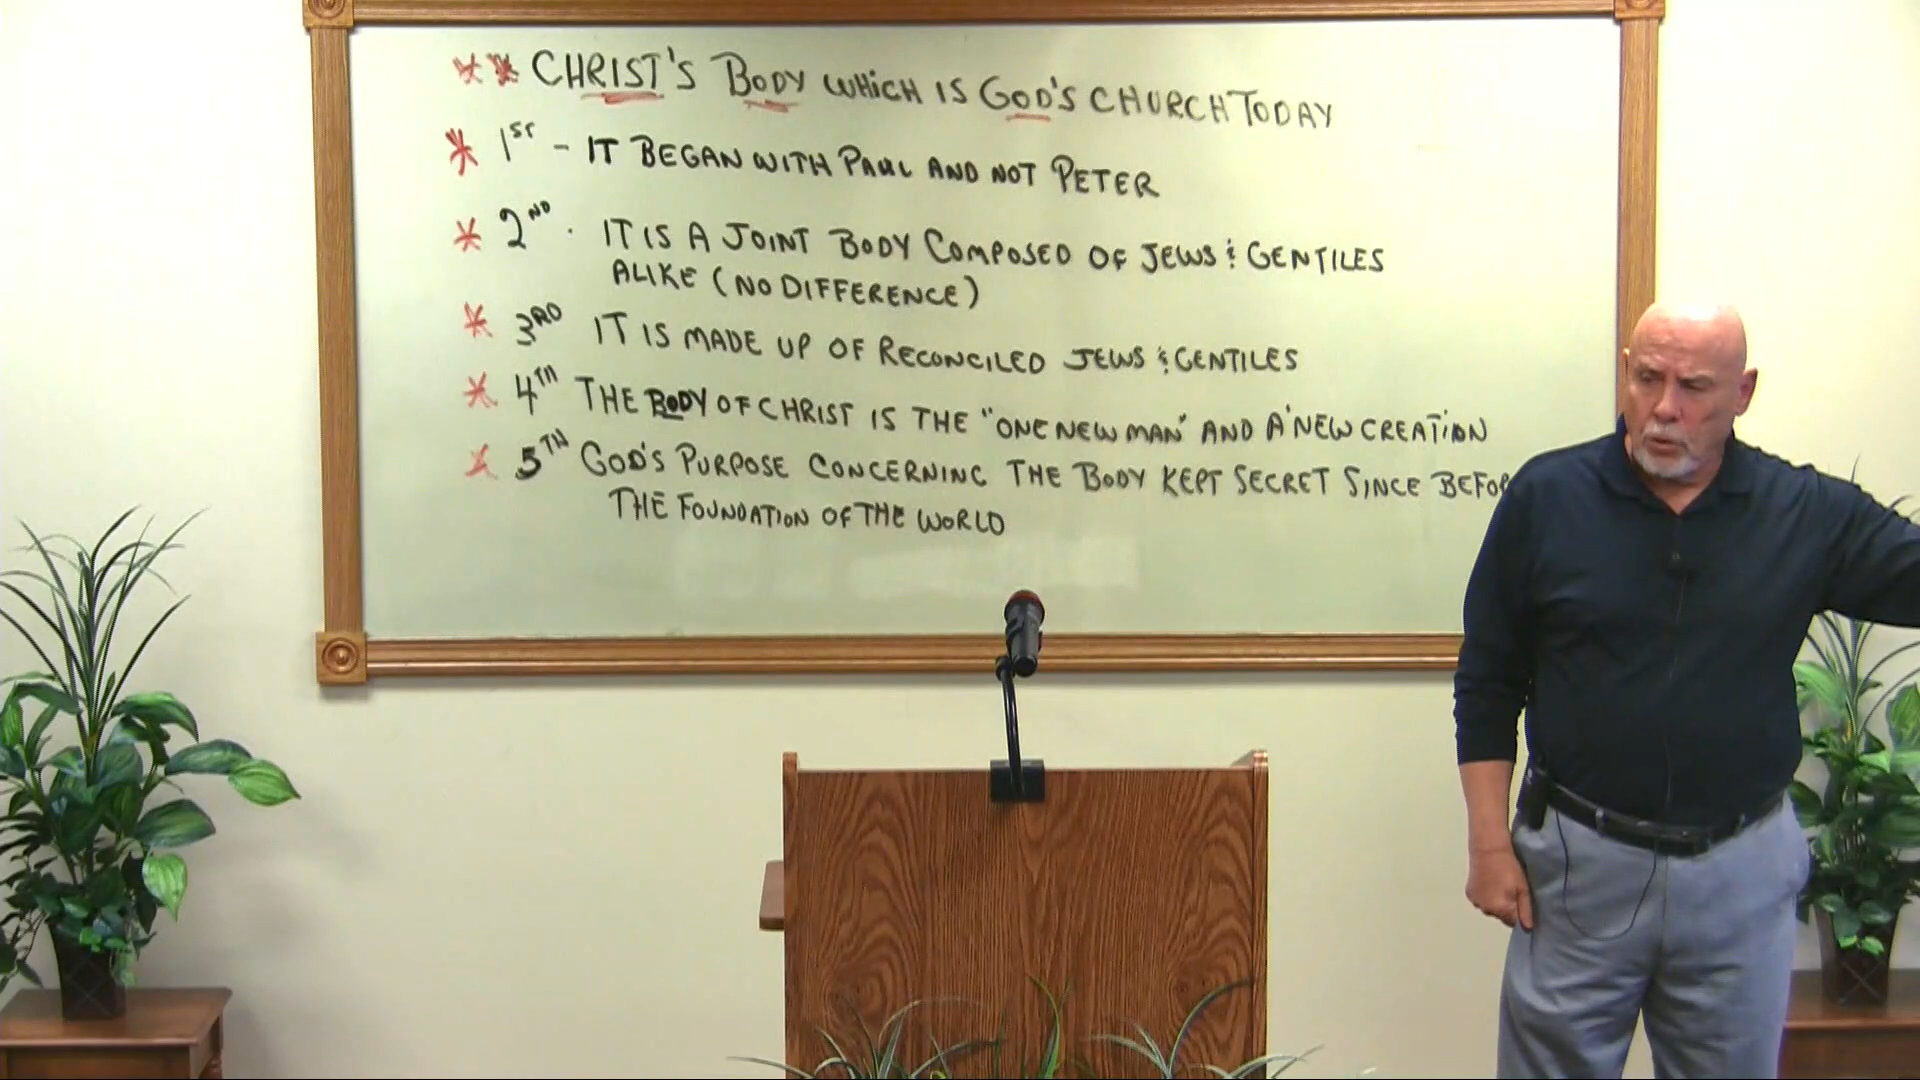 ** CHRIST'S BODY WHICH IS GOD'S CHURCH TODAY
* 1ST - IT BEGAN WITH PAUL AND NOT PETER
* 2ND. IT IS A JOINT BODY COMPOSED OF JEWS & GENTILES
ALIKE (NO DIFFERENCE)
* 3RD IT IS MADE UP OF RECONCILED JEWS & GENTILES
* 4TH THE BODY OF CHRIST IS THE "ONE NEW MAN" AND A NEW CREATION
* 5TH GOD'S PURPOSE CONCERNING THE BODY KEPT SECRET SINCE BEFOR
THE FOUNDATION OF THE WORLD